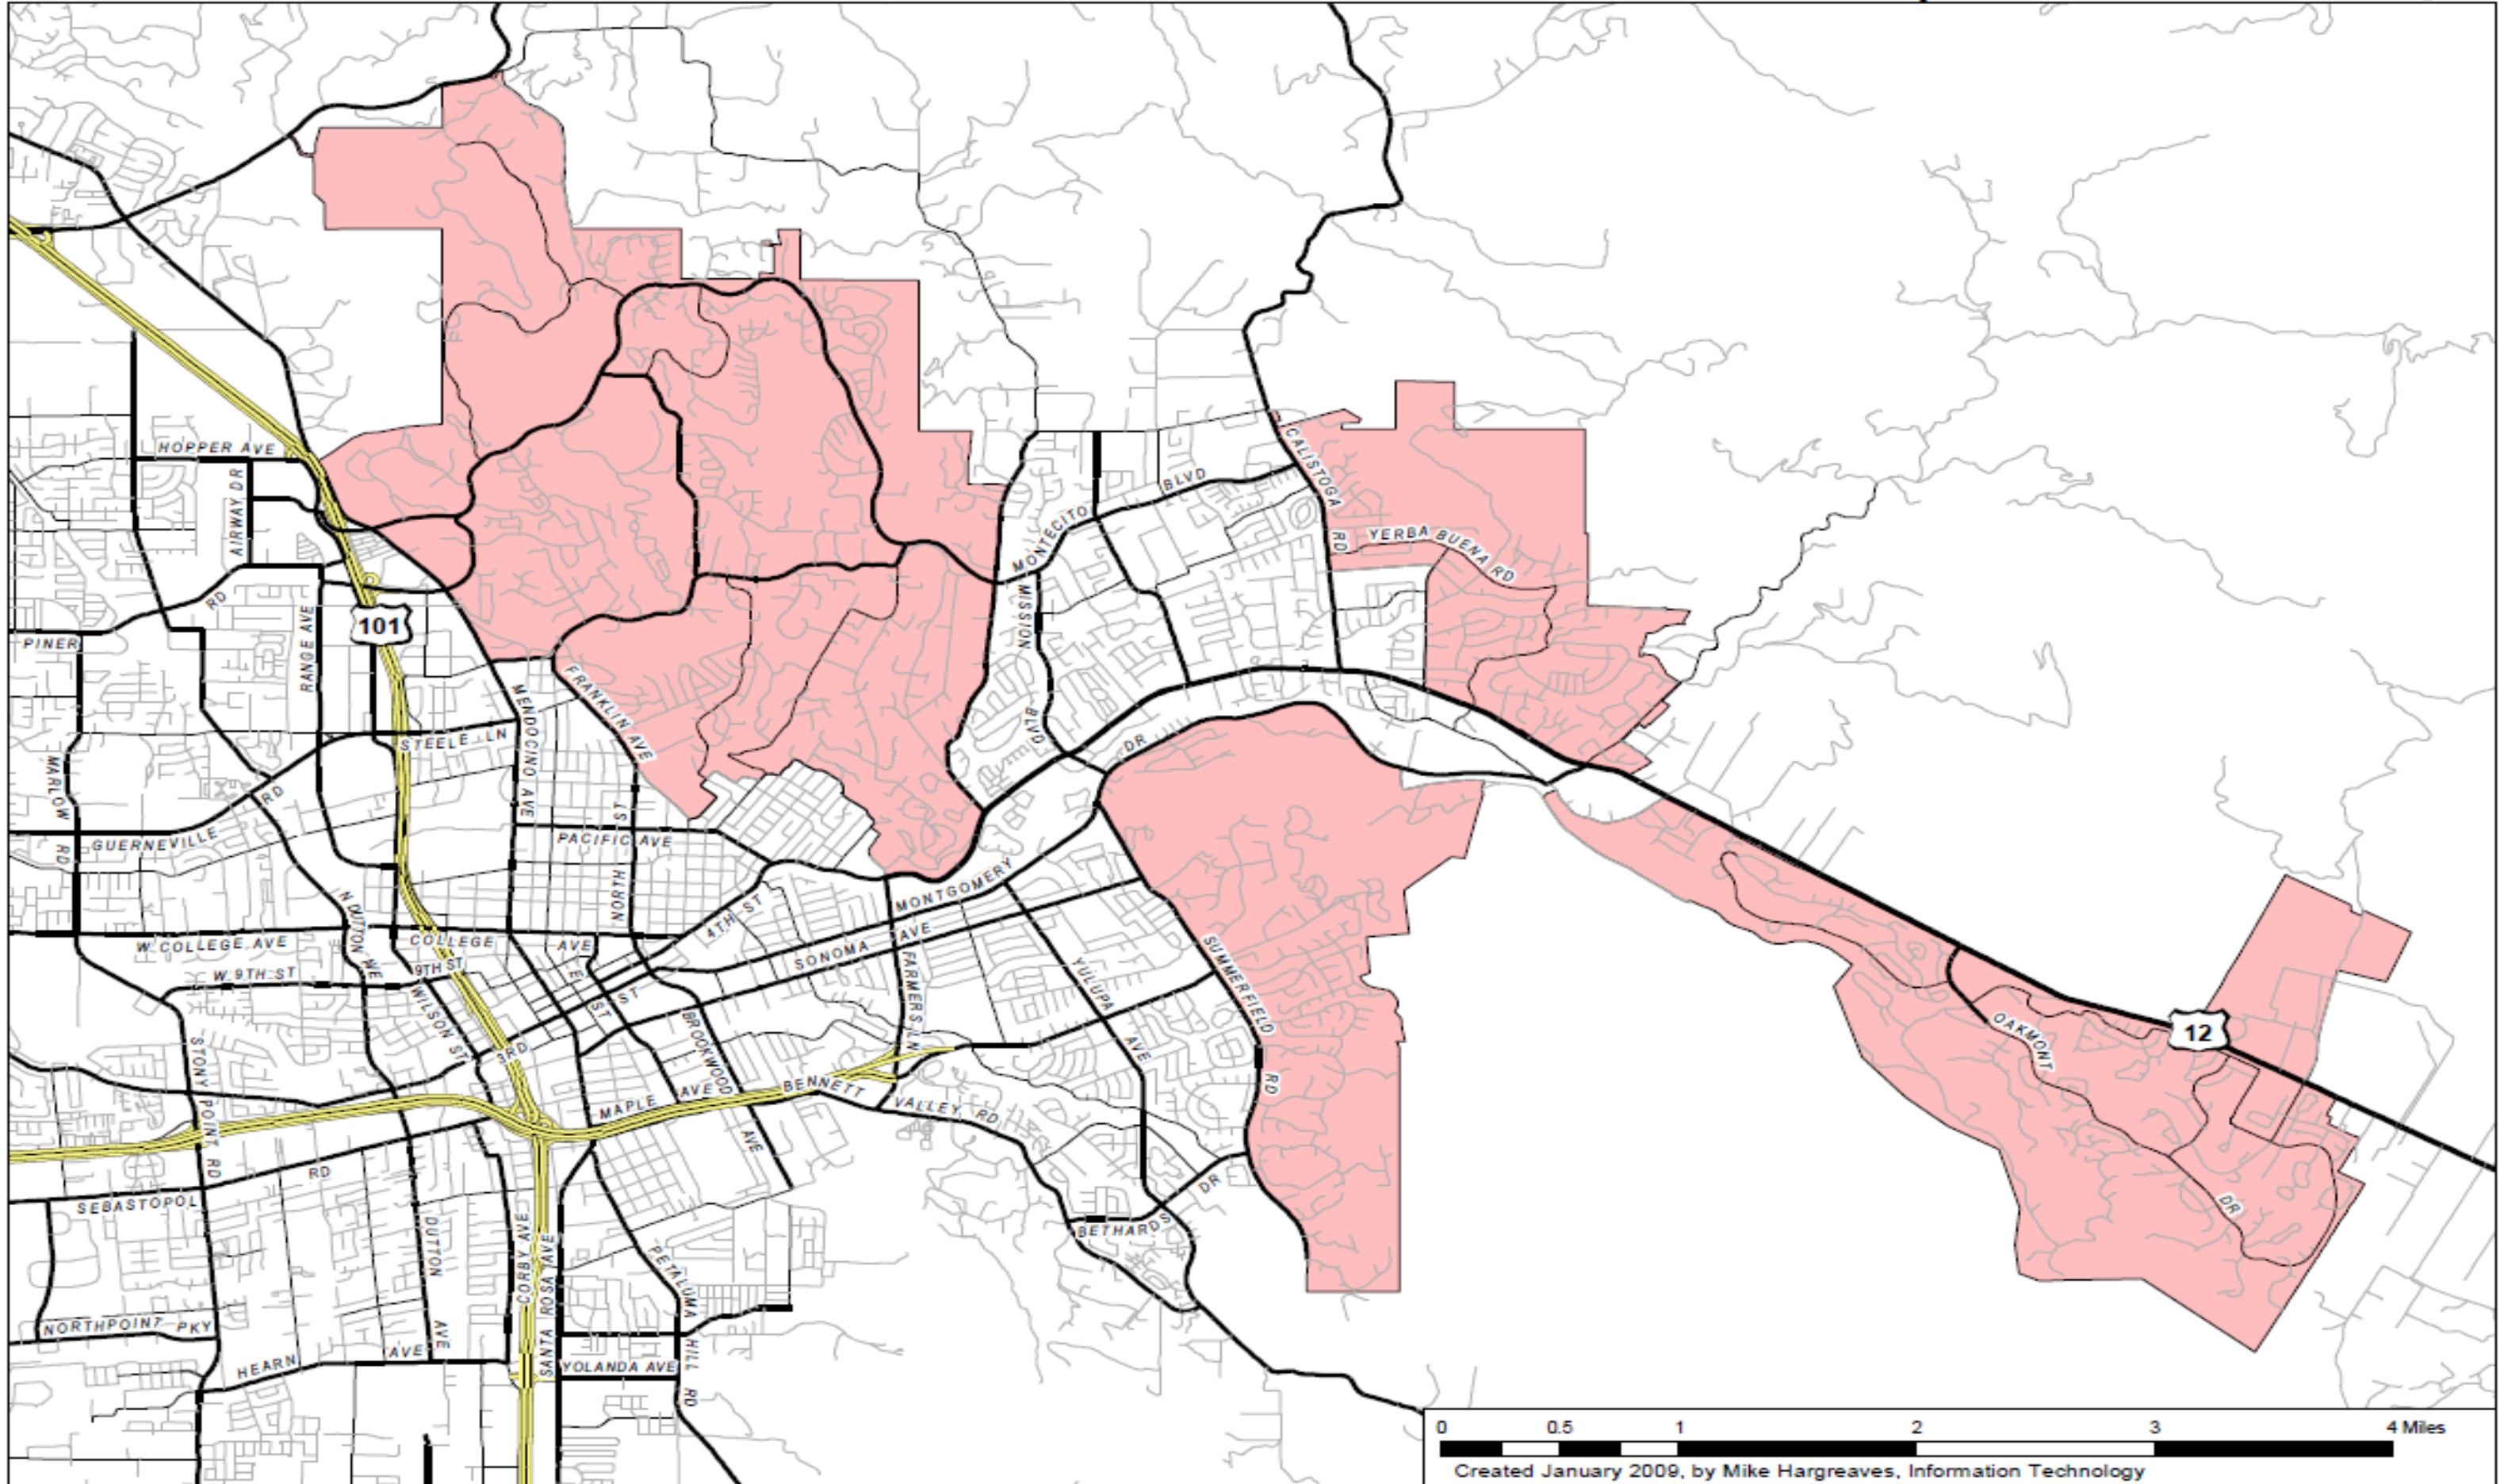 HOPPER AVE
AIRWAY DR
CALISTOGA
RD
MONTECITO
BLVD
YERBA BUENA RD
PINER
RD
RANGE AVE
101
MISSION
BLVD
FRANKLIN AVE
MENDOCINO AVE
STEELE LN
MARLOW
RD
GUERNEVILLE
RD
PACIFIC AVE
NORTH
ST
DR
MONTGOMERY
4TH ST
SONOMA
AVE
W COLLEGE AVE
COLLEGE
AVE
N DUTTON
AVE
W 9TH ST
9TH ST
WILSON ST
E
ST
3RD
ST
BROOKWOOD
AVE
FARMERS LN
YULUPA
AVE
SUMMERFIELD
RD
OAKMONT
DR
12
STONY
POINT
RD
MAPLE
AVE
BENNETT
VALLEY RD
SEBASTOPOL
RD
DUTTON
AVE
CORBY AVE
SANTA ROSA AVE
PETALUMA
HILL
RD
BETHARDS
DR
NORTHPOINT PKY
HEARN
AVE
YOLANDA AVE
0 0.5 1 2 3 4 Miles
Created January 2009, by Mike Hargreaves, Information Technology